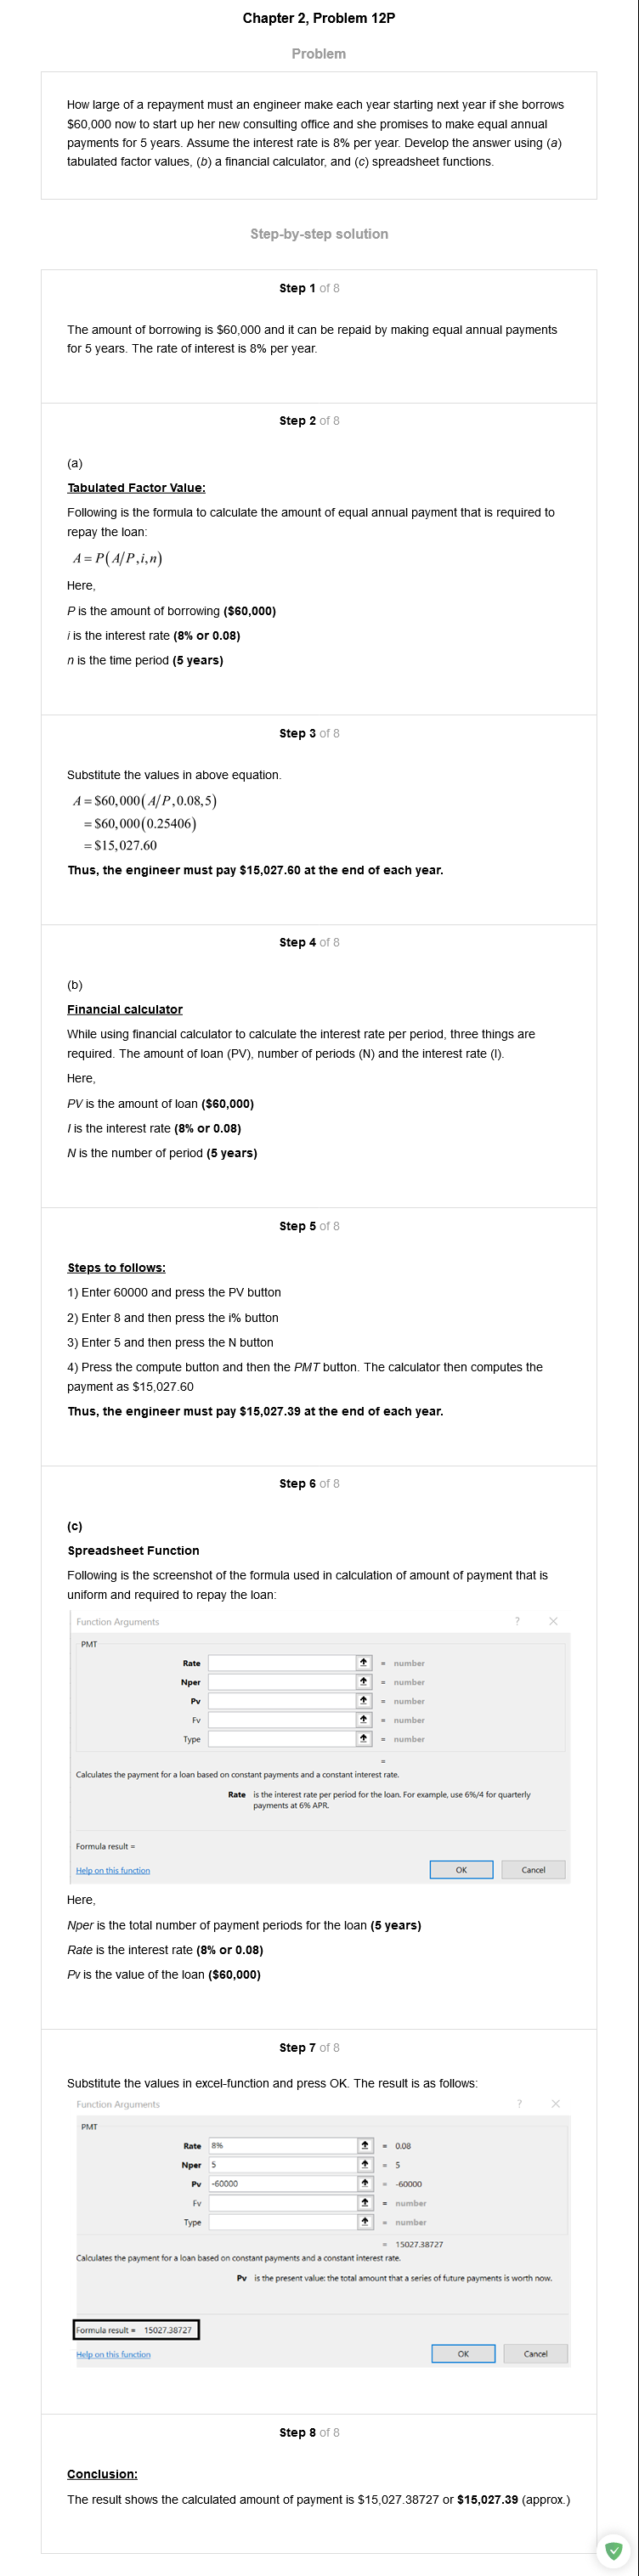 Chapter 2, Problem 12P
Problem
How large of a repayment must an engineer make each year starting next year if she borrows
$60,000 now to start up her new consulting office and she promises to make equal annual
payments for 5 years. Assume the interest rate is 8% per year. Develop the answer using (a)
tabulated factor values, (b) a financial calculator, and (c) spreadsheet functions.
Step-by-step solution
Step 1 of 8
The amount of borrowing is $60,000 and it can be repaid by making equal annual payments
for 5 years. The rate of interest is 8% per year.
Step 2 of 8
(a)
Tabulated Factor Value:
Following is the formula to calculate the amount of equal annual payment that is required to
repay the loan:
A = P(A/P,i,n)
Here,
P is the amount of borrowing ($60,000)
i is the interest rate (8% or 0.08)
n is the time period (5 years)
Step 3 of 8
Substitute the values in above equation.
A = $60,000(A/P,0.08,5)
= $60,000(0.25406)
= $15,027.60
Thus, the engineer must pay $15,027.60 at the end of each year.
Step 4 of 8
(b)
Financial calculator
While using financial calculator to calculate the interest rate per period, three things are
required. The amount of loan (PV), number of periods (N) and the interest rate (I).
Here,
PV is the amount of loan ($60,000)
I is the interest rate (8% or 0.08)
N is the number of period (5 years)
Step 5 of 8
Steps to follows:
1) Enter 60000 and press the PV button
2) Enter 8 and then press the i% button
3) Enter 5 and then press the N button
4) Press the compute button and then the PMT button. The calculator then computes the
payment as $15,027.60
Thus, the engineer must pay $15,027.39 at the end of each year.
Step 6 of 8
(c)
Spreadsheet Function
Following is the screenshot of the formula used in calculation of amount of payment that is
uniform and required to repay the loan:
Function Arguments ? ×
PMT
Rate = number
Nper = number
Pv = number
Fv = number
Type = number
=
Calculates the payment for a loan based on constant payments and a constant interest rate.
Rate is the interest rate per period for the loan. For example, use 6%/4 for quarterly
payments at 6% APR.
Formula result =
Help on this function OK Cancel
Here,
Nper is the total number of payment periods for the loan (5 years)
Rate is the interest rate (8% or 0.08)
Pv is the value of the loan ($60,000)
Step 7 of 8
Substitute the values in excel-function and press OK. The result is as follows:
Function Arguments ? ×
PMT
Rate 8% = 0.08
Nper 5 = 5
Pv -60000 = -60000
Fv = number
Type = number
= 15027.38727
Calculates the payment for a loan based on constant payments and a constant interest rate.
Pv is the present value: the total amount that a series of future payments is worth now.
Formula result = 15027.38727
Help on this function OK Cancel
Step 8 of 8
Conclusion:
The result shows the calculated amount of payment is $15,027.38727 or $15,027.39 (approx.)